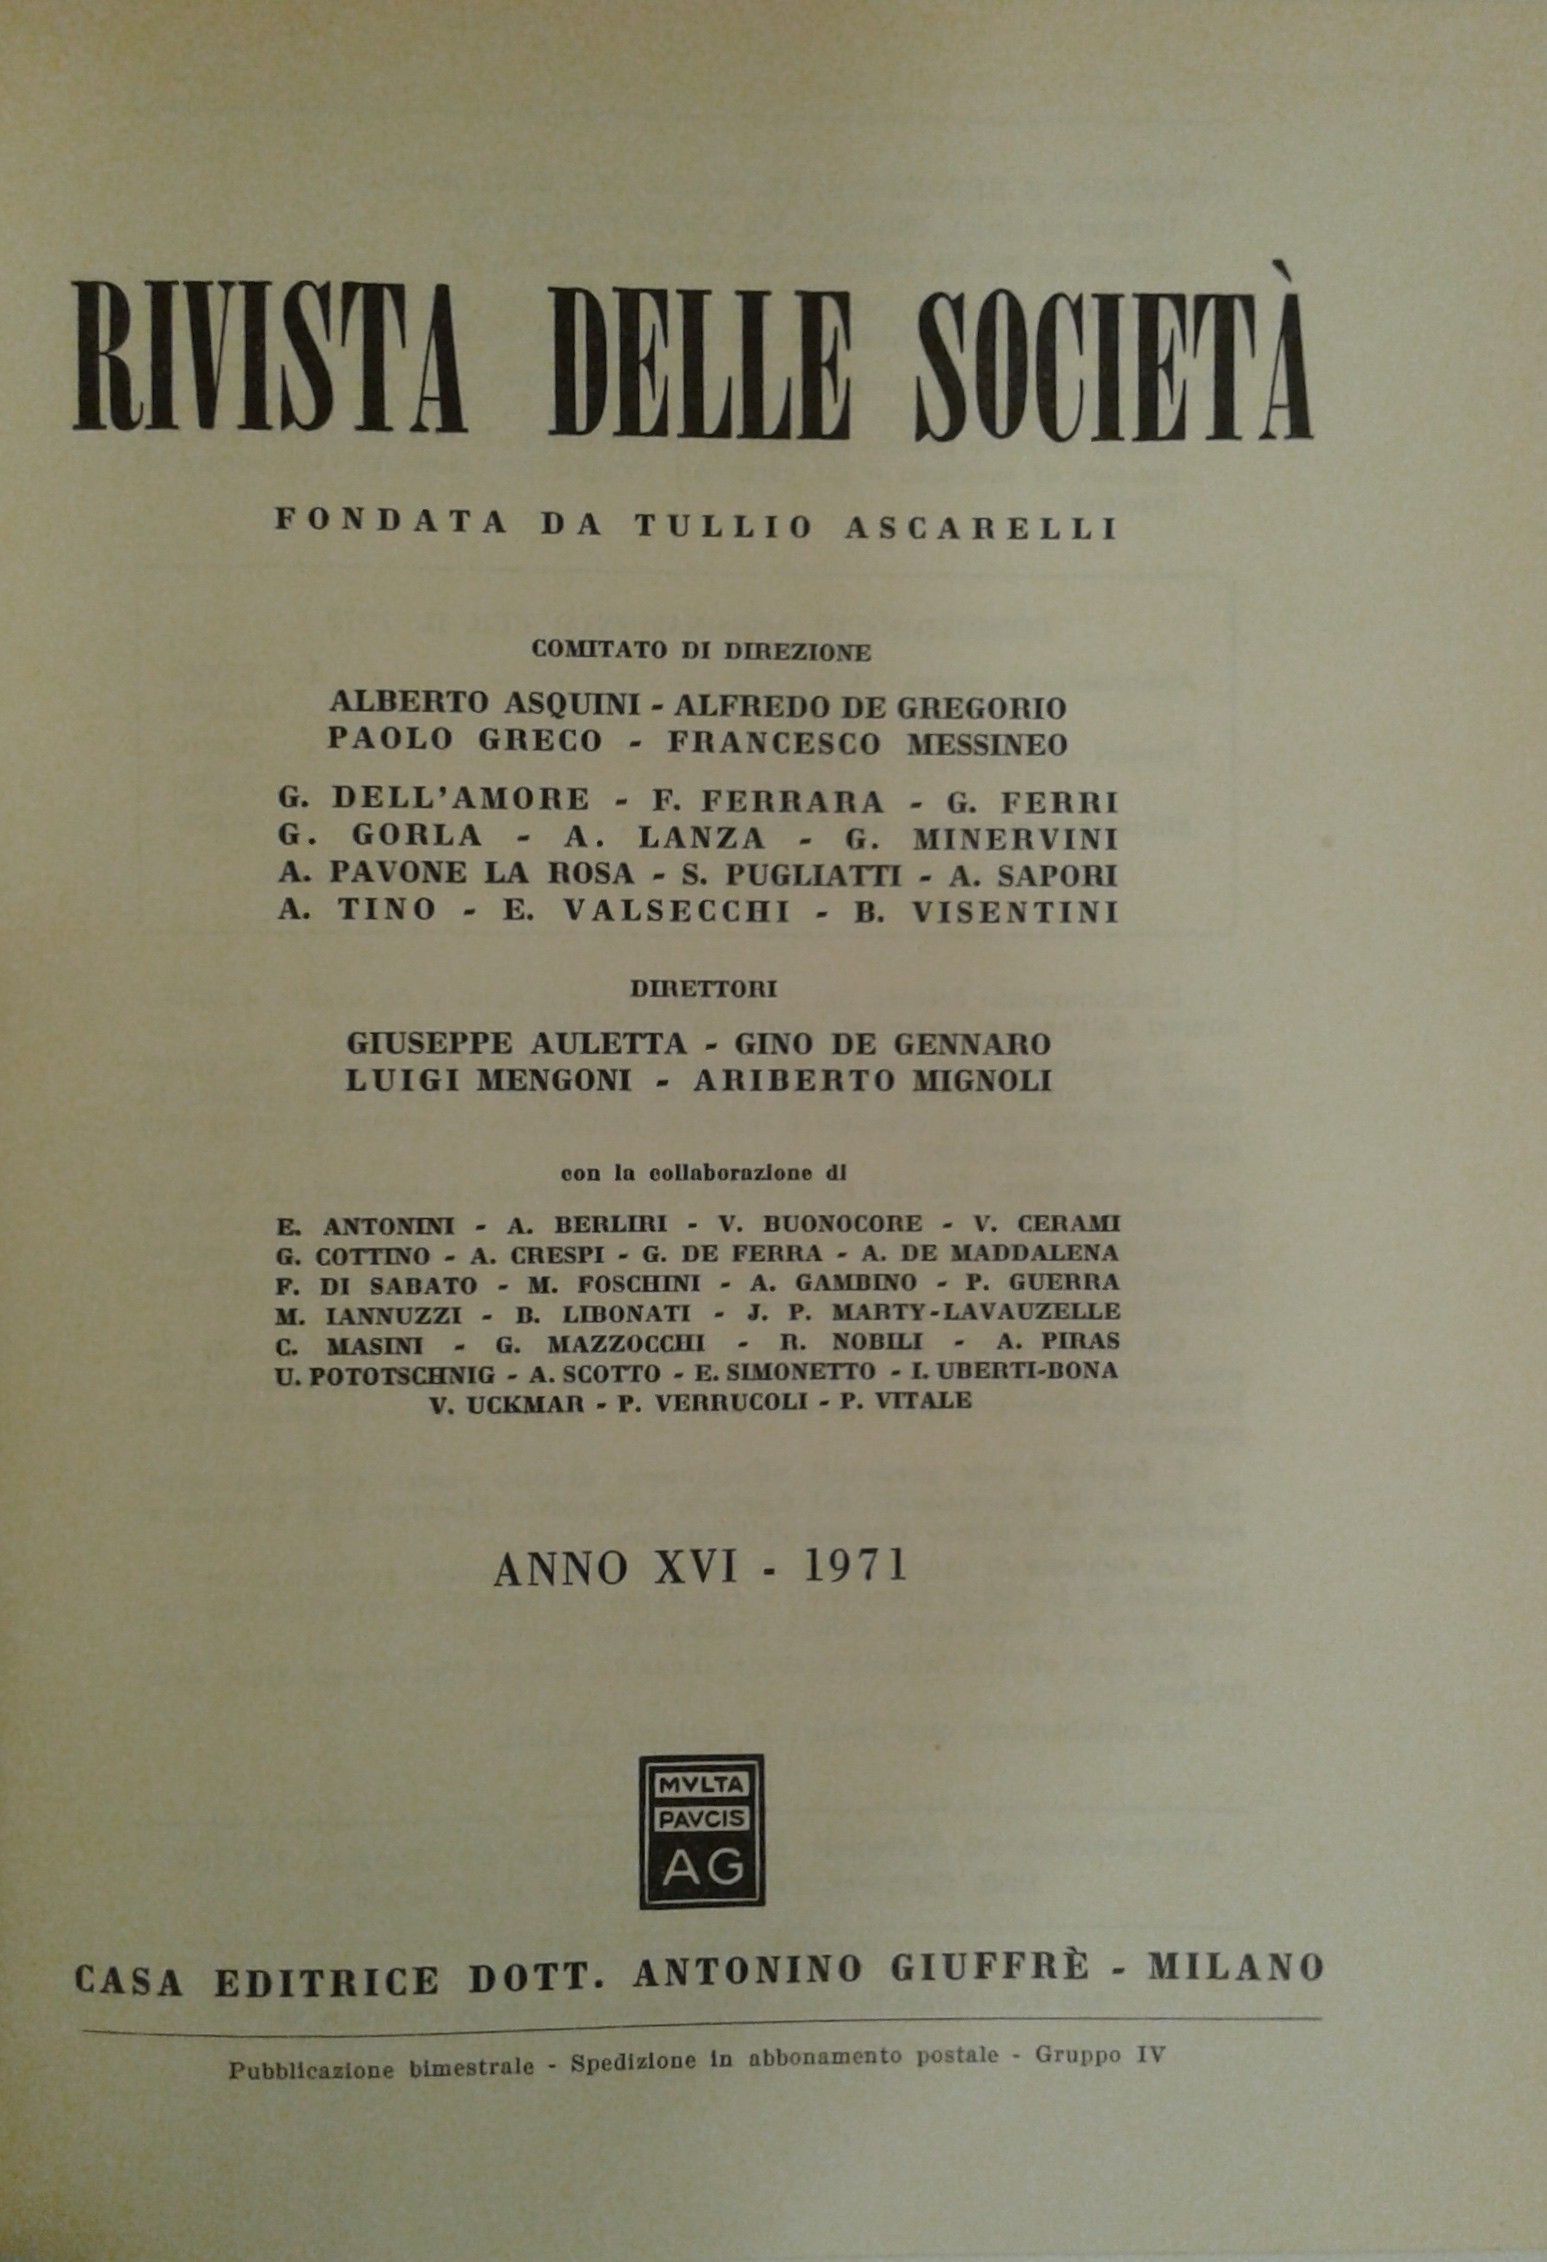 RIVISTA DELLE SOCIETÀ
FONDATA DA TULLIO ASCARELLI
COMITATO DI DIREZIONE
ALBERTO ASQUINI - ALFREDO DE GREGORIO
PAOLO GRECO - FRANCESCO MESSINEO
G. DELL'AMORE - F. FERRARA - G. FERRI
G. GORLA - A. LANZA - G. MINERVINI
A. PAVONE LA ROSA - S. PUGLIATTI - A. SAPORI
A. TINO - E. VALSECCHI - B. VISENTINI
DIRETTORI
GIUSEPPE AULETTA - GINO DE GENNARO
LUIGI MENGONI - ARIBERTO MIGNOLI
con la collaborazione di
E. ANTONINI - A. BERLIRI - V. BUONOCORE - V. CERAMI
G. COTTINO - A. CRESPI - G. DE FERRA - A. DE MADDALENA
F. DI SABATO - M. FOSCHINI - A. GAMBINO - P. GUERRA
M. IANNUZZI - B. LIBONATI - J. P. MARTY-LAVAUZELLE
C. MASINI - G. MAZZOCCHI - R. NOBILI - A. PIRAS
U. POTOTSCHNIG - A. SCOTTO - E. SIMONETTO - I. UBERTI-BONA
V. UCKMAR - P. VERRUCOLI - P. VITALE
ANNO XVI - 1971
MVLTA
PAVCIS
AG
CASA EDITRICE DOTT. ANTONINO GIUFFRÈ - MILANO
Pubblicazione bimestrale - Spedizione in abbonamento postale - Gruppo IV